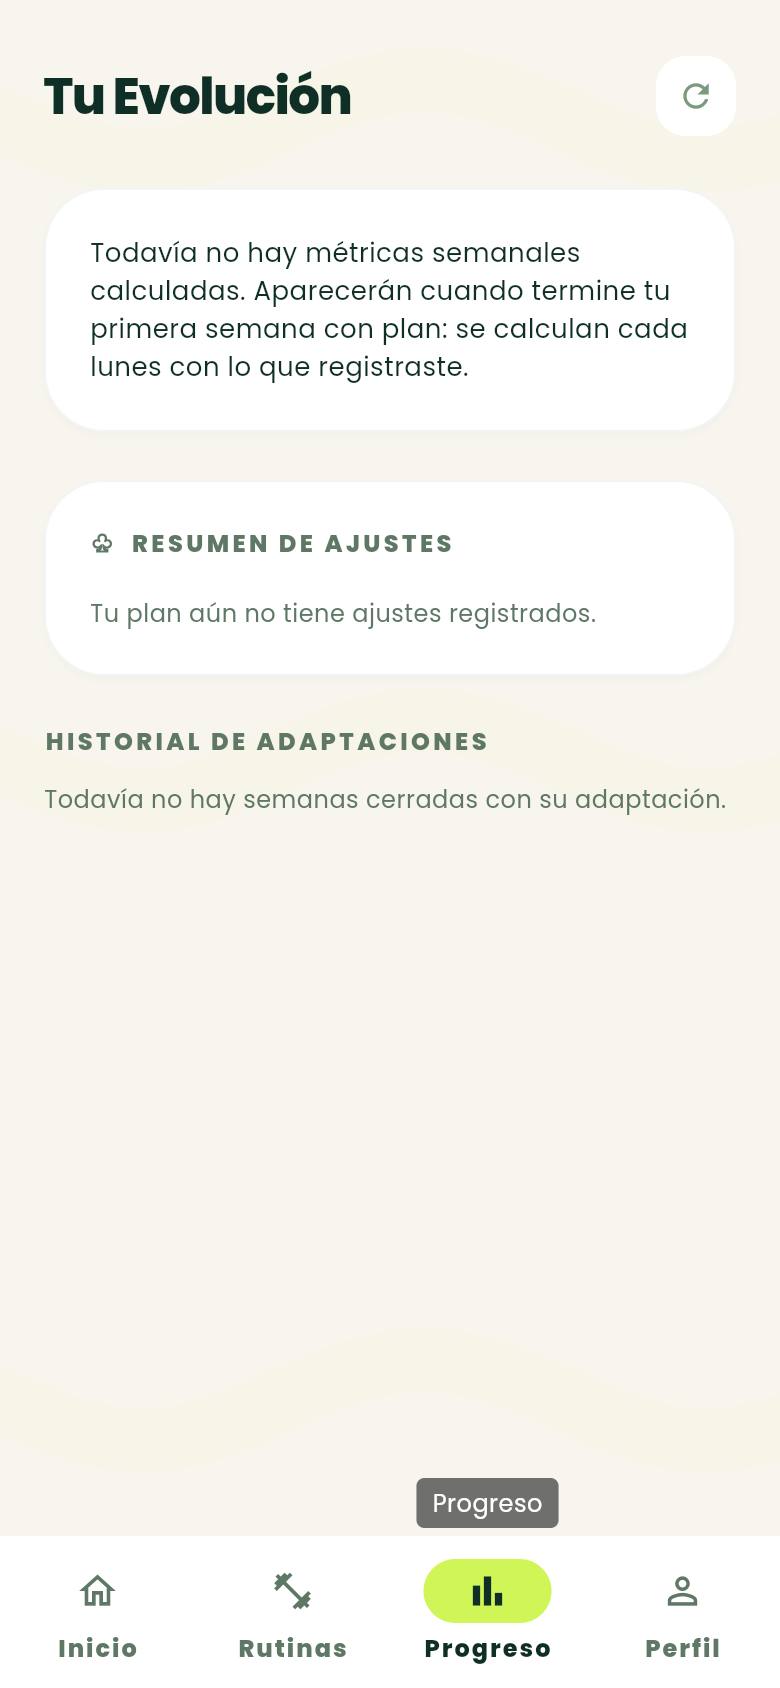 Tu Evolución
Todavía no hay métricas semanales
calculadas. Aparecerán cuando termine tu
primera semana con plan: se calculan cada
lunes con lo que registraste.
RESUMEN DE AJUSTES
Tu plan aún no tiene ajustes registrados.
HISTORIAL DE ADAPTACIONES
Todavía no hay semanas cerradas con su adaptación.
Progreso
Inicio
Rutinas
Progreso
Perfil